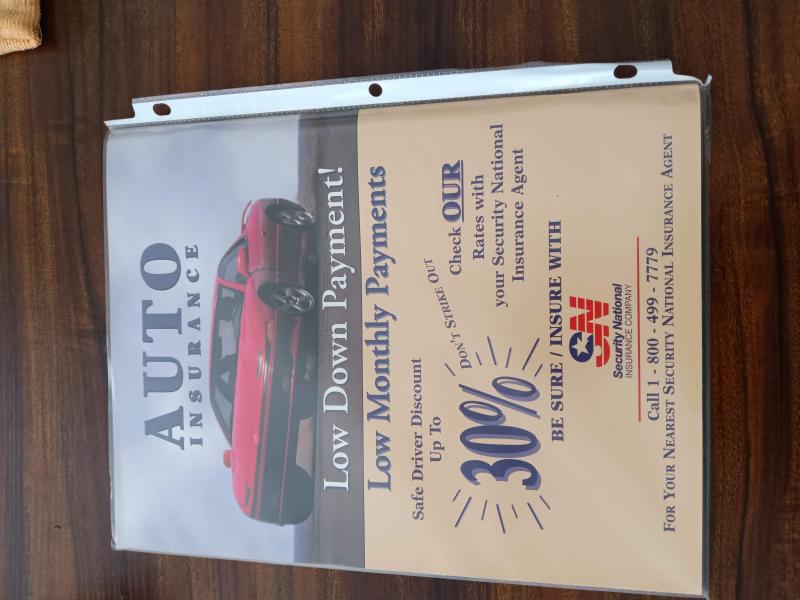 AUTO
INSURANCE
Low Down Payment!
Low Monthly Payments
Safe Driver Discount
Up To
30%
DON'T STRIKE OUT
Check OUR
Rates with
your Security National
Insurance Agent
BE SURE / INSURE WITH
SN
Security National
INSURANCE COMPANY
Call 1 - 800 - 499 - 7779
FOR YOUR NEAREST SECURITY NATIONAL INSURANCE AGENT